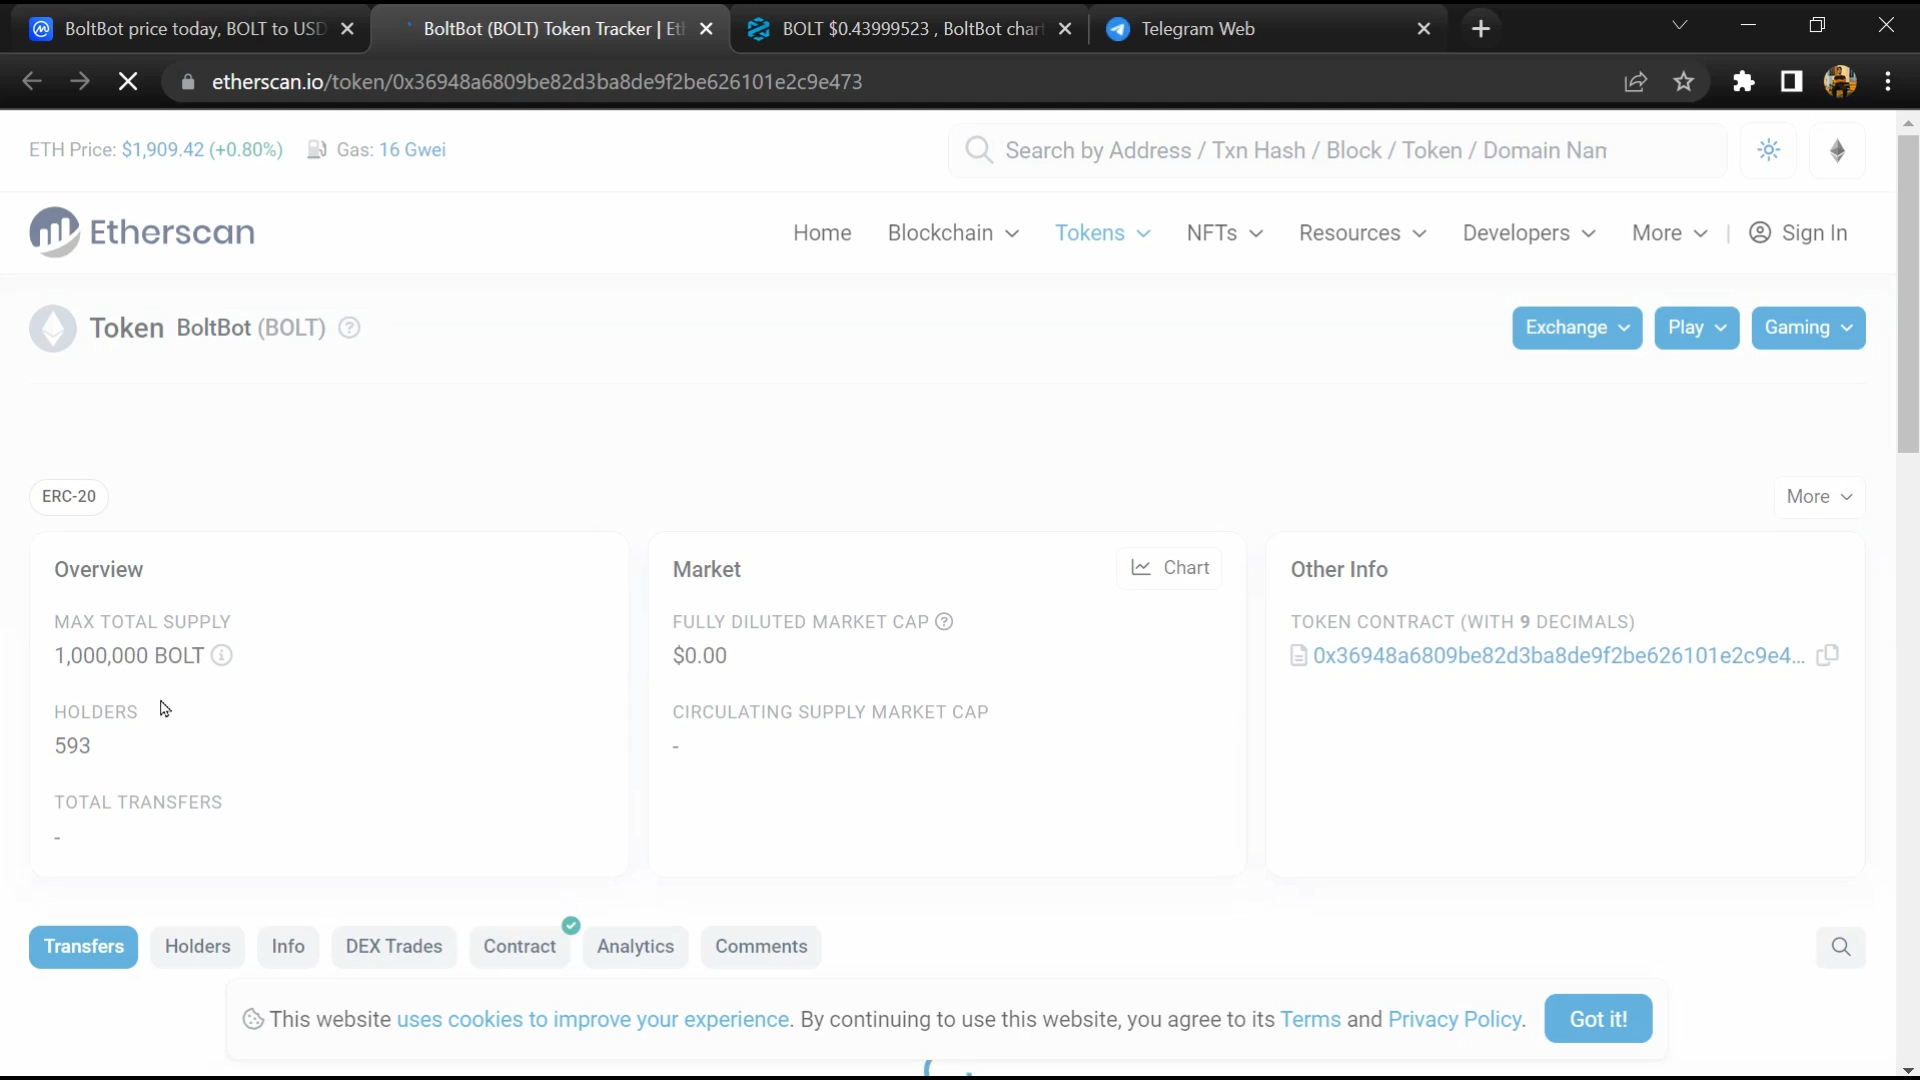 BoltBot price today, BOLT to USD
BoltBot (BOLT) Token Tracker | Et
BOLT $0.43999523 , BoltBot char
Telegram Web
etherscan.io/token/0x36948a6809be82d3ba8de9f2be626101e2c9e473
ETH Price: $1,909.42 (+0.80%)
Gas: 16 Gwei
Search by Address / Txn Hash / Block / Token / Domain Nam
Etherscan
Home
Blockchain
Tokens
NFTs
Resources
Developers
More
Sign In
Token BoltBot (BOLT)
Exchange
Play
Gaming
ERC-20
More
Overview
MAX TOTAL SUPPLY
1,000,000 BOLT
HOLDERS
593
TOTAL TRANSFERS
-
Market
Chart
FULLY DILUTED MARKET CAP
$0.00
CIRCULATING SUPPLY MARKET CAP
-
Other Info
TOKEN CONTRACT (WITH 9 DECIMALS)
0x36948a6809be82d3ba8de9f2be626101e2c9e4...
Transfers
Holders
Info
DEX Trades
Contract
Analytics
Comments
This website uses cookies to improve your experience. By continuing to use this website, you agree to its Terms and Privacy Policy.
Got it!